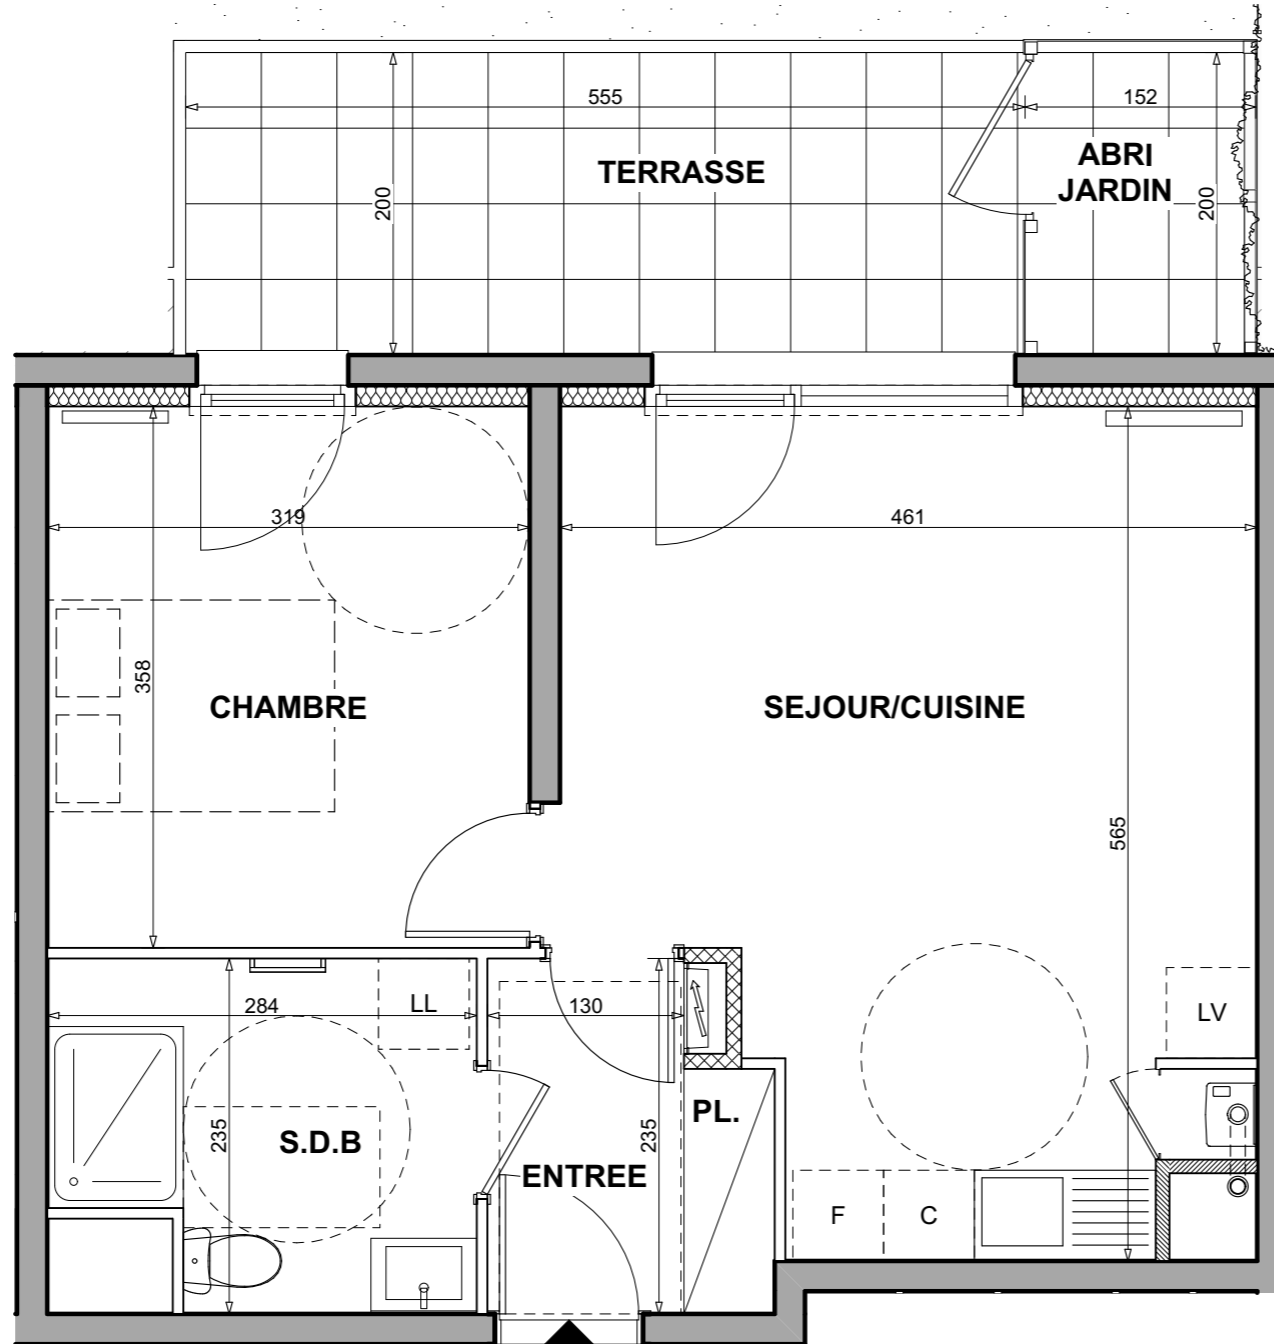 555
152
TERRASSE
ABRI
JARDIN
200
200
319
461
358
CHAMBRE
SEJOUR/CUISINE
565
284
LL
130
LV
235
S.D.B
235
PL.
ENTREE
F
C